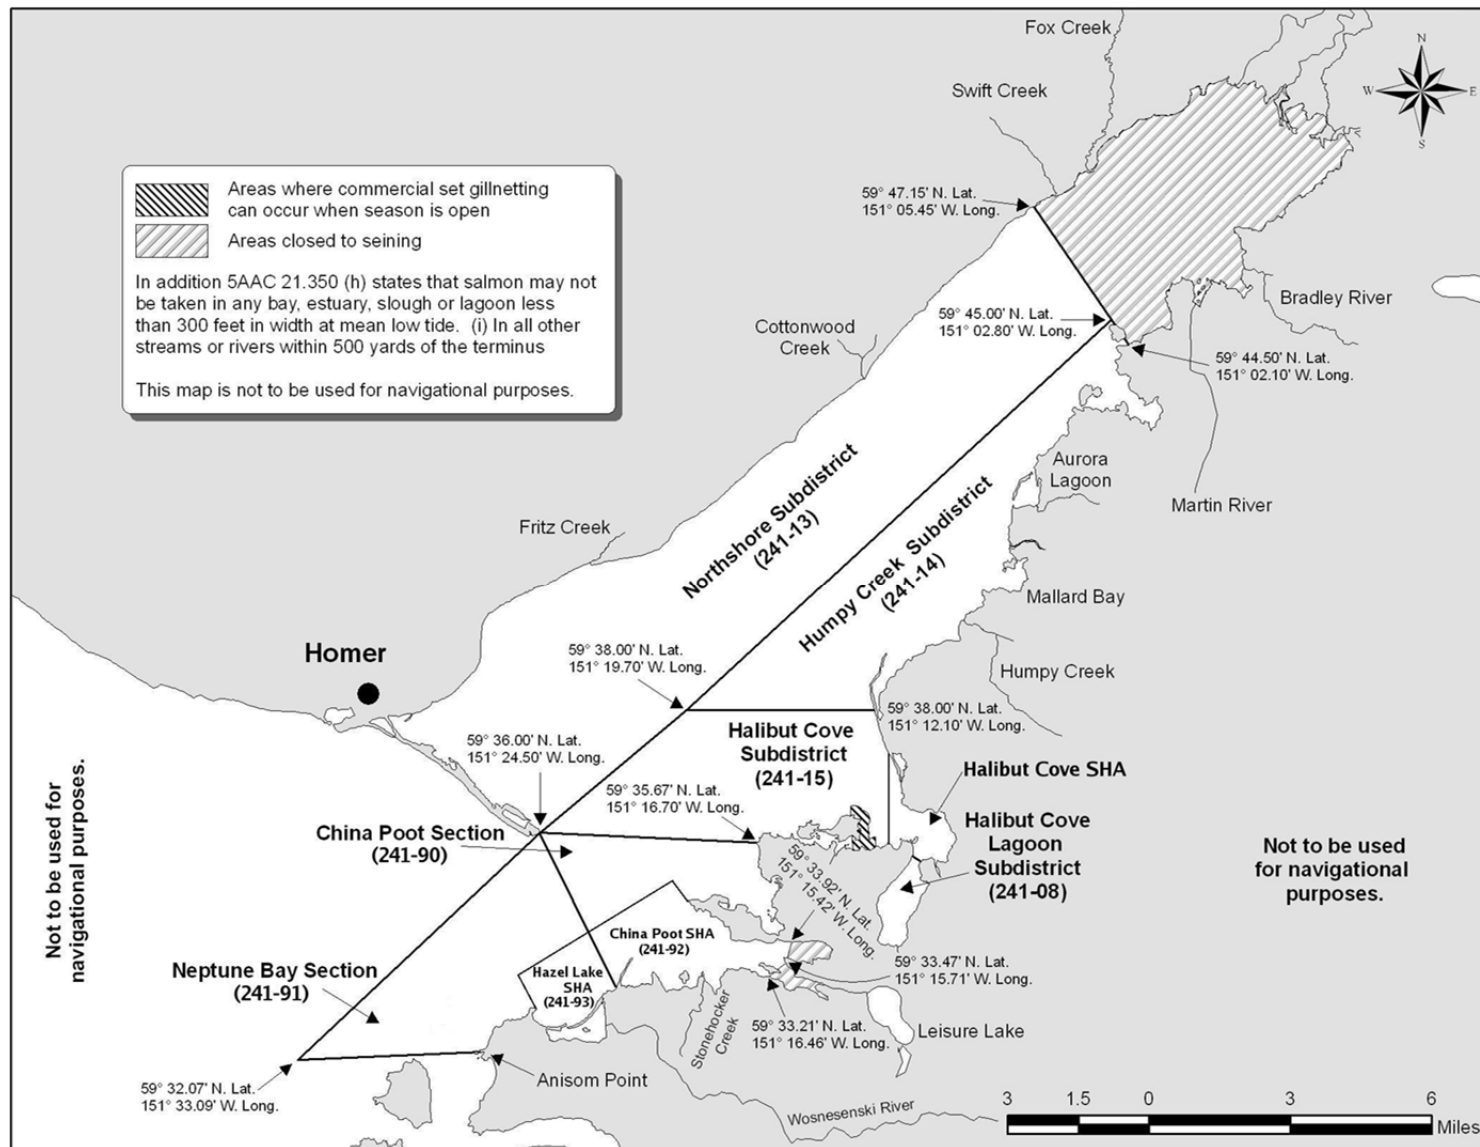 Fox Creek
Swift Creek
N
W
E
S
Areas where commercial set gillnetting
can occur when season is open
Areas closed to seining
In addition 5AAC 21.350 (h) states that salmon may not
be taken in any bay, estuary, slough or lagoon less
than 300 feet in width at mean low tide.  (i) In all other
streams or rivers within 500 yards of the terminus
This map is not to be used for navigational purposes.
59° 47.15' N. Lat.
151° 05.45' W. Long.
Bradley River
59° 45.00' N. Lat.
151° 02.80' W. Long.
Cottonwood
Creek
59° 44.50' N. Lat.
151° 02.10' W. Long.
Aurora
Lagoon
Martin River
Northshore Subdistrict
(241-13)
Humpy Creek Subdistrict
(241-14)
Fritz Creek
Mallard Bay
Homer
59° 38.00' N. Lat.
151° 19.70' W. Long.
Humpy Creek
59° 38.00' N. Lat.
151° 12.10' W. Long.
59° 36.00' N. Lat.
151° 24.50' W. Long.
Halibut Cove
Subdistrict
(241-15)
Halibut Cove SHA
59° 35.67' N. Lat.
151° 16.70' W. Long.
Not to be used for
navigational purposes.
China Poot Section
(241-90)
Halibut Cove
Lagoon
Subdistrict
(241-08)
Not to be used
for navigational
purposes.
59° 33.92' N. Lat.
151° 15.42' W. Long.
China Poot SHA
(241-92)
Neptune Bay Section
(241-91)
Hazel Lake
SHA
(241-93)
59° 33.47' N. Lat.
151° 15.71' W. Long.
Stonehocker
Creek
59° 33.21' N. Lat.
151° 16.46' W. Long.
Leisure Lake
Anisom Point
59° 32.07' N. Lat.
151° 33.09' W. Long.
Wosnesenski River
3 1.5 0 3 6
Miles